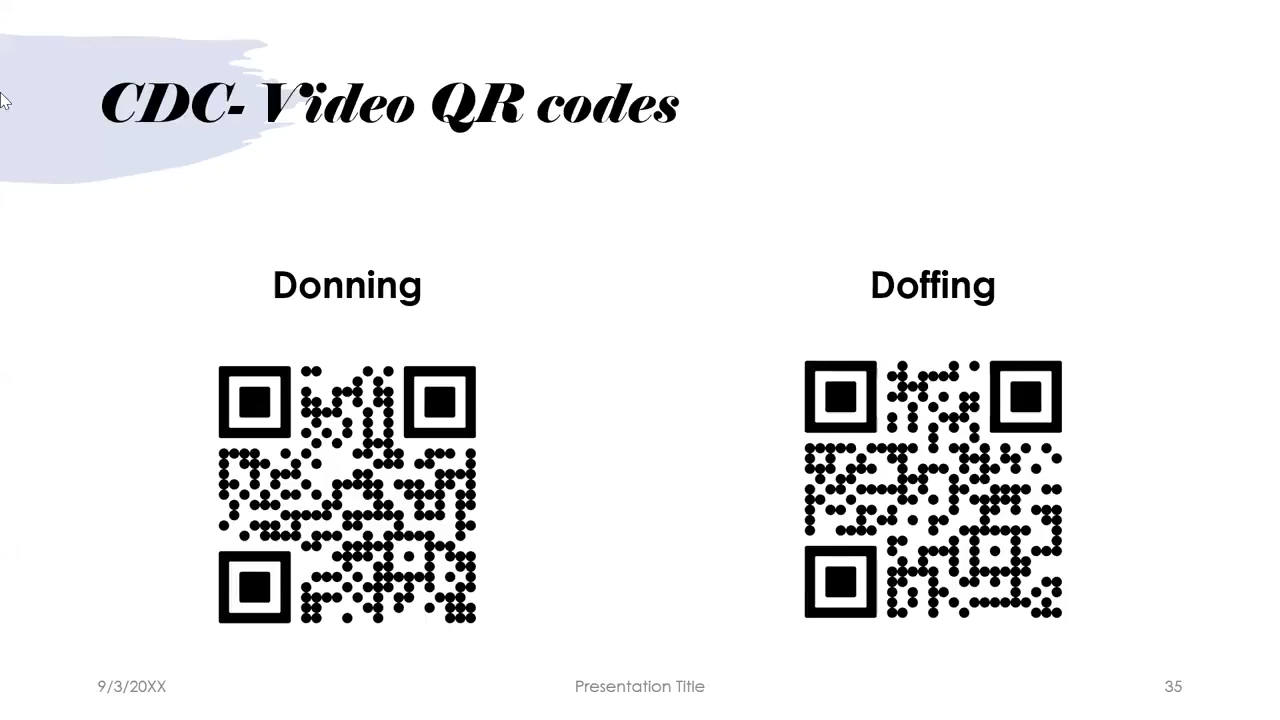 CDC- Video QR codes
Donning
Doffing
9/3/20XX
Presentation Title
35